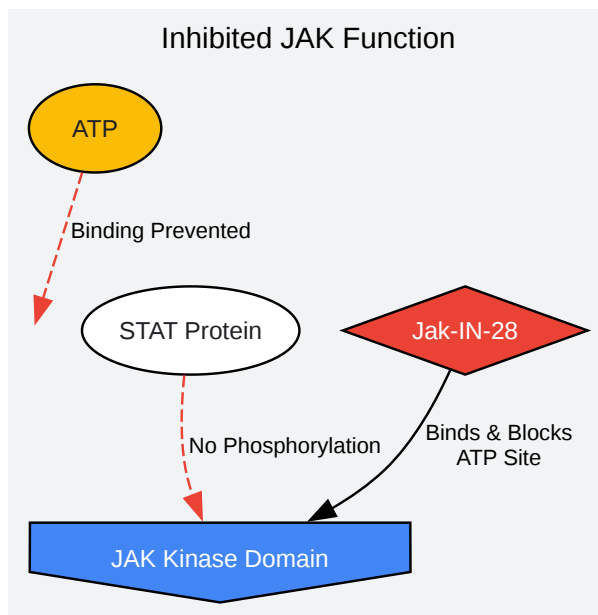 Inhibited JAK Function
ATP
Binding Prevented
STAT Protein
Jak-IN-28
No Phosphorylation
Binds & Blocks
ATP Site
JAK Kinase Domain